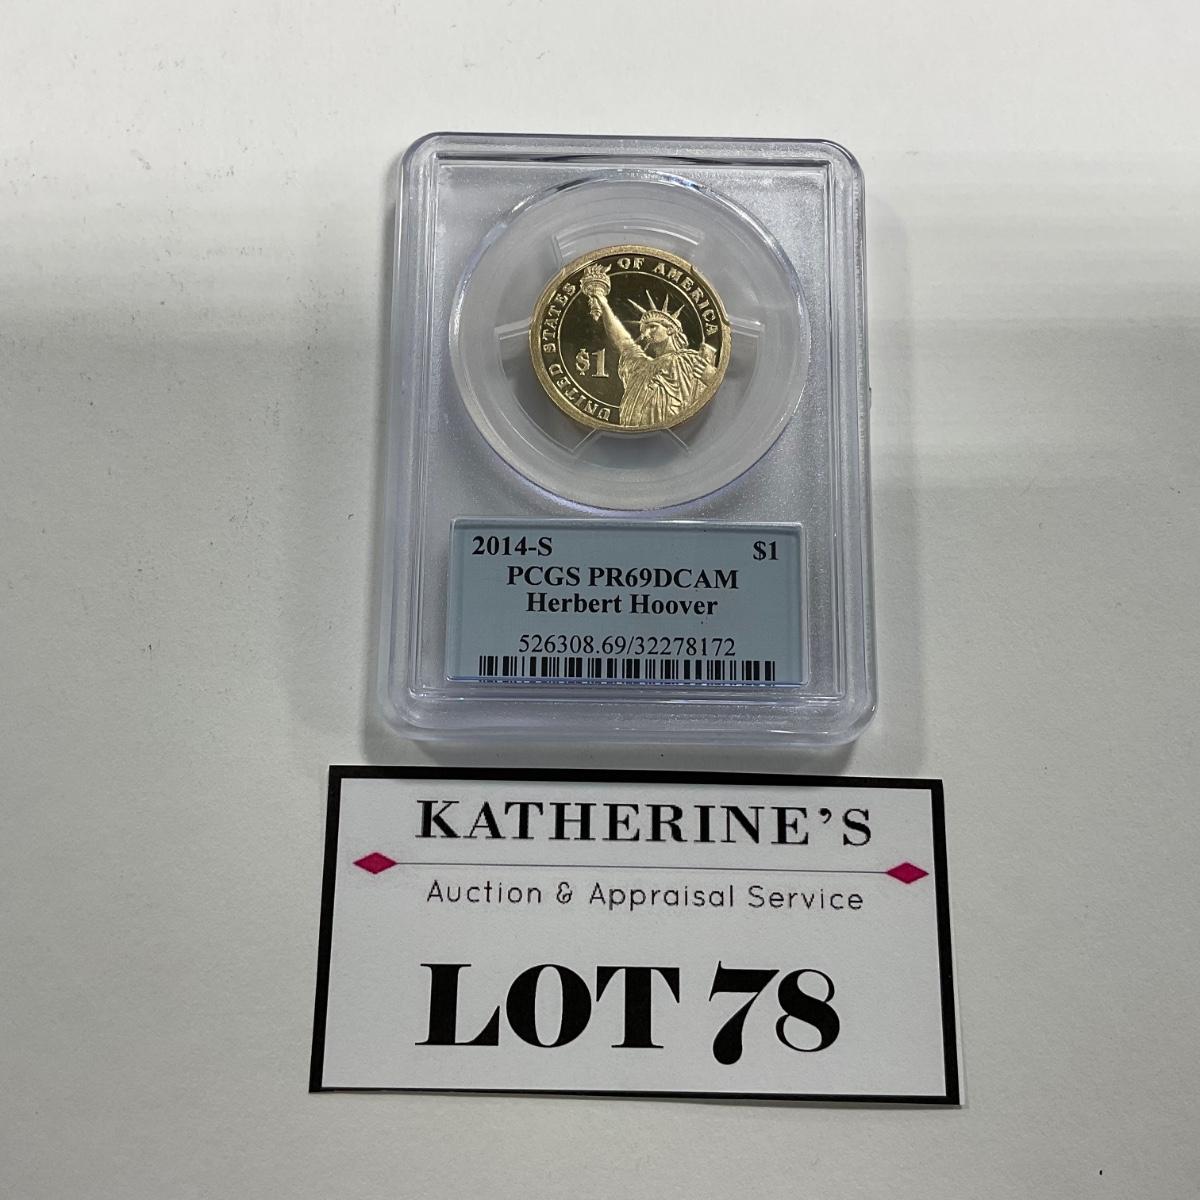 UNITED STATES OF AMERICA
$1
2014-S $1
PCGS PR69DCAM
Herbert Hoover
526308.69/32278172
KATHERINE'S
Auction & Appraisal Service
LOT 78